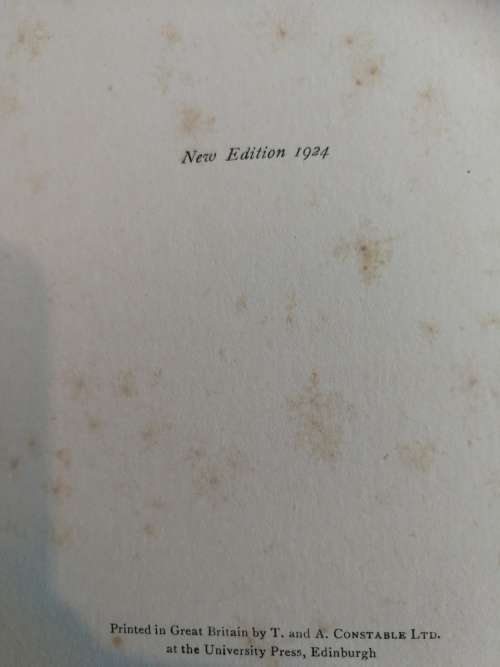 New Edition 1924
Printed in Great Britain by T. and A. Constable Ltd.
at the University Press, Edinburgh